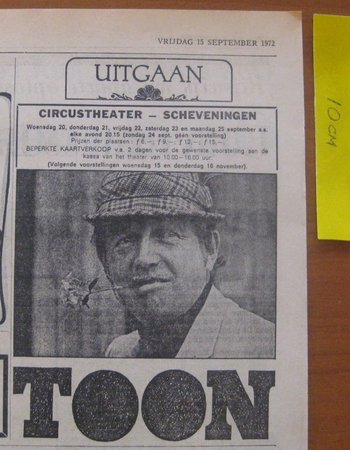 VRIJDAG 15 SEPTEMBER 1972
UITGAAN
CIRCUSTHEATER – SCHEVENINGEN
Woensdag 20, donderdag 21, vrijdag 22, zaterdag 23 en maandag 25 september a.s.
elke avond 20.15 (zondag 24 sept. géén voorstelling)
Prijzen der plaatsen: ƒ 6.–; ƒ 9.–; ƒ 12.–; ƒ 15.–.
BEPERKTE KAARTVERKOOP v.a. 2 dagen voor de gewenste voorstelling aan de
kassa van het theater van 10.00–16.00 uur.
(Volgende voorstellingen woensdag 15 en donderdag 16 november).
TOON